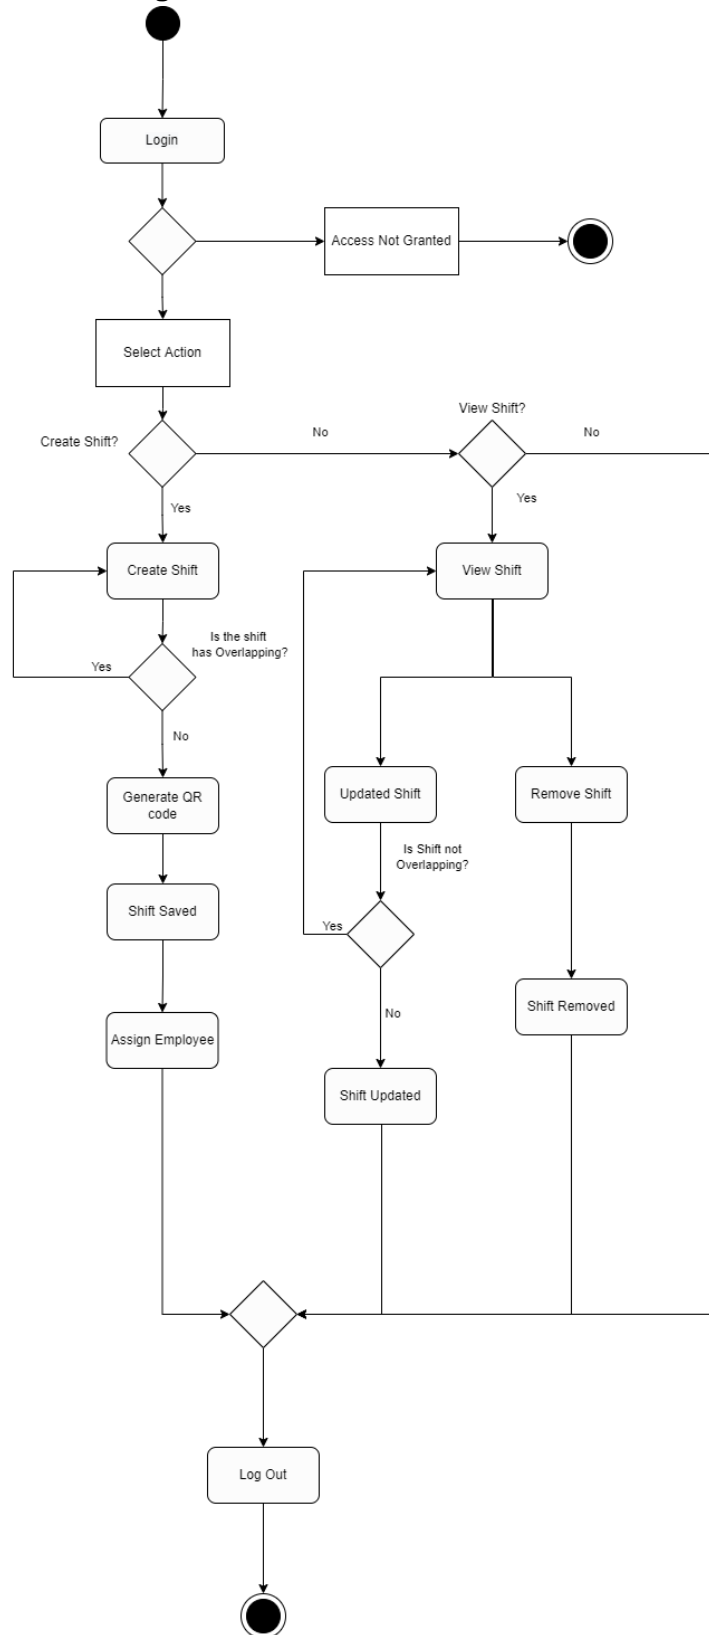 Login
Access Not Granted
Select Action
View Shift?
Create Shift?
No
No
Yes
Yes
Create Shift
View Shift
Is the shift
has Overlapping?
Yes
No
Generate QR
code
Updated Shift
Remove Shift
Is Shift not
Overlapping?
Shift Saved
Yes
Shift Removed
No
Assign Employee
Shift Updated
Log Out